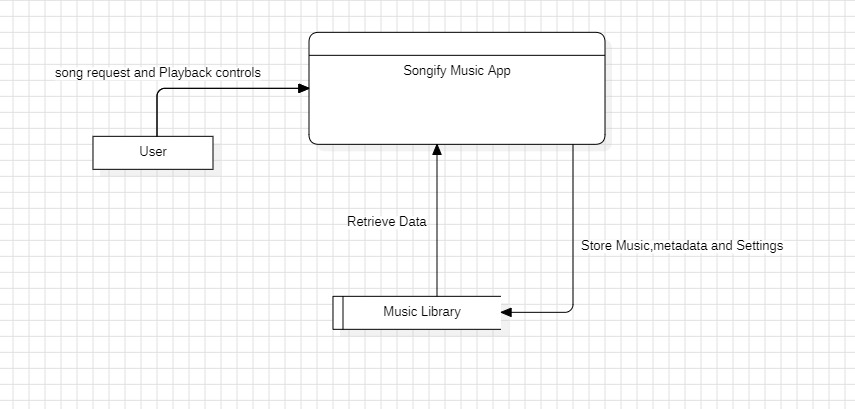 Songify Music App
song request and Playback controls
User
Retrieve Data
Store Music,metadata and Settings
Music Library